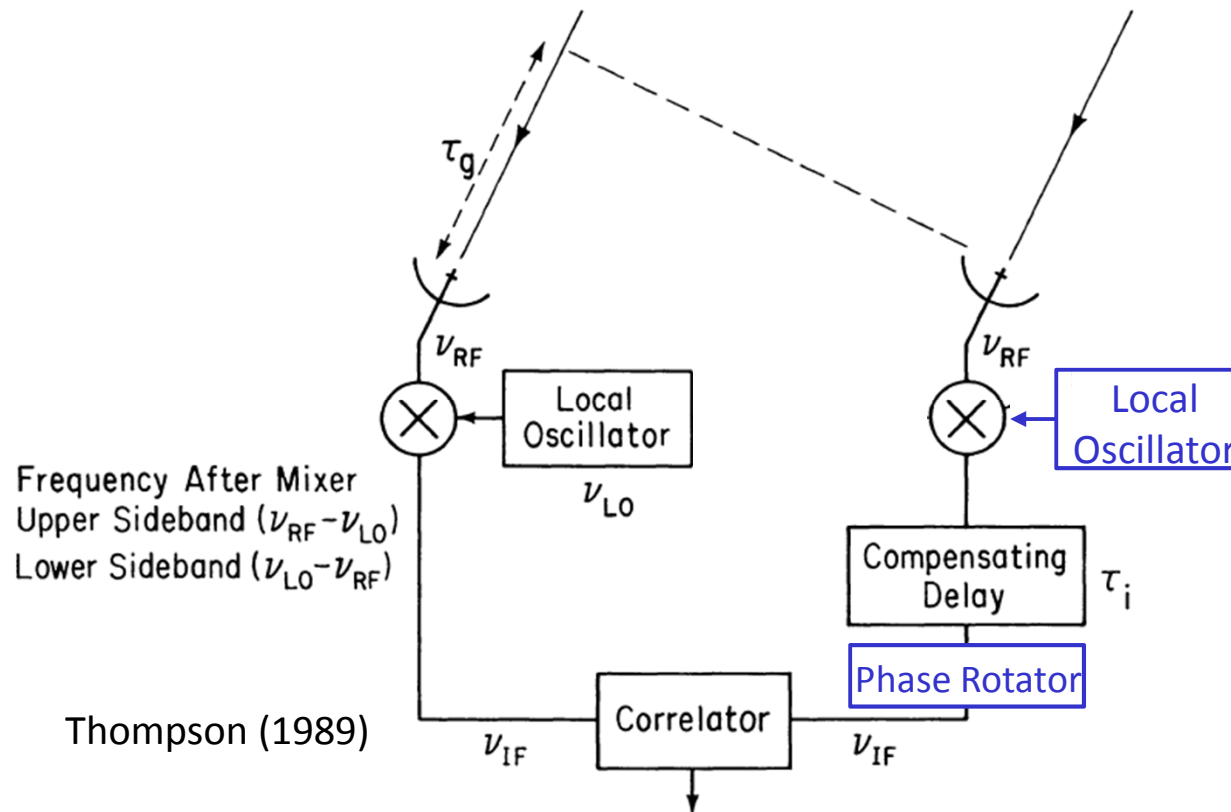 τg
νRF
νRF
Local
Oscillator
νLO
Local
Oscillator
Frequency After Mixer
Upper Sideband (νRF−νLO)
Lower Sideband (νLO−νRF)
Compensating
Delay
τi
Phase Rotator
Correlator
νIF
νIF
Thompson (1989)